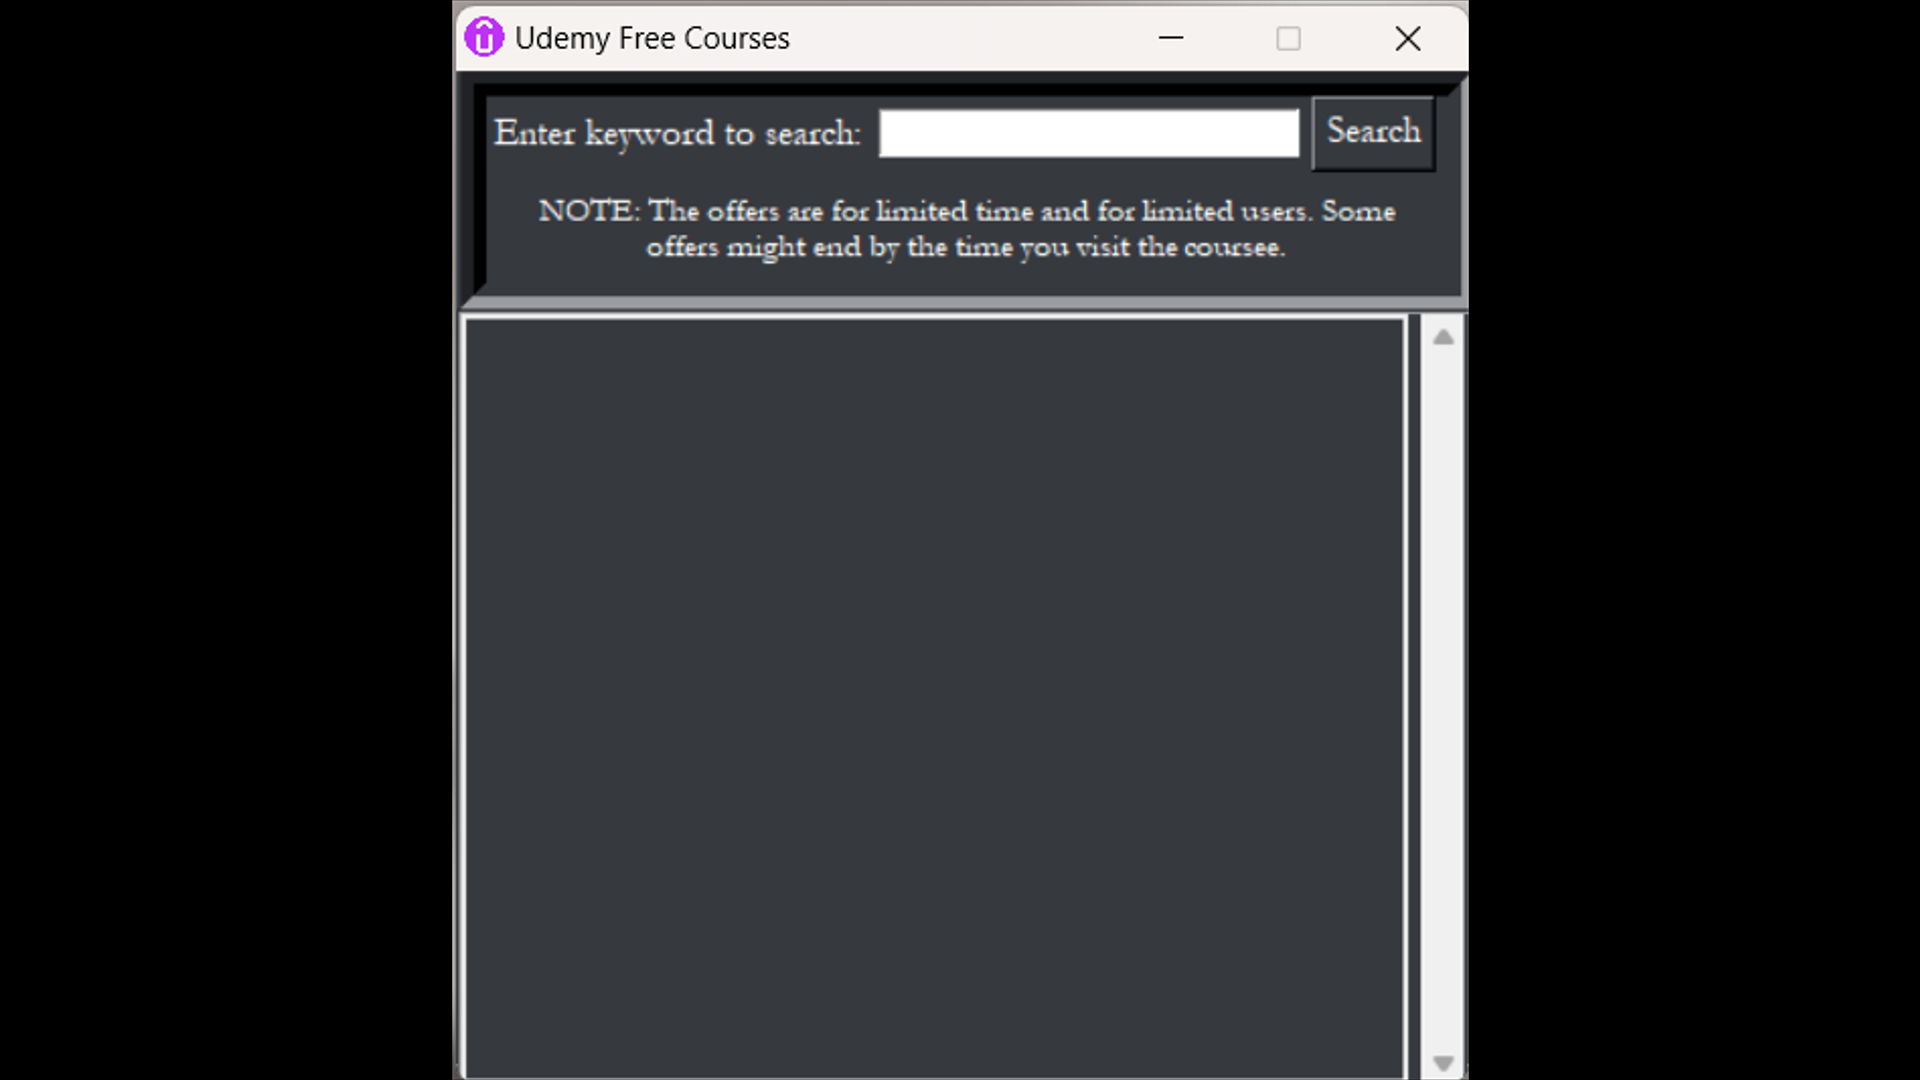 Udemy Free Courses
Enter keyword to search:
Search
NOTE: The offers are for limited time and for limited users. Some
offers might end by the time you visit the coursee.